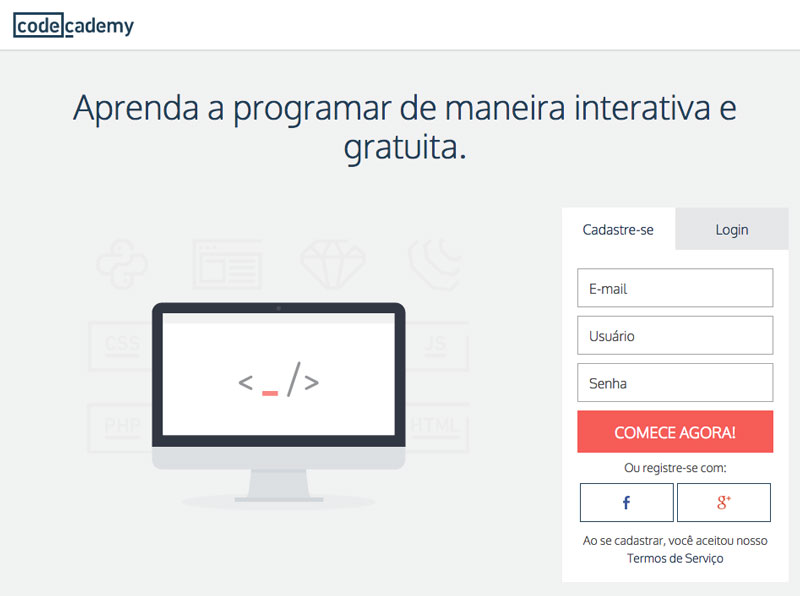 codecademy
Aprenda a programar de maneira interativa e
gratuita.
Cadastre-se
Login
E-mail
Usuário
Senha
COMECE AGORA!
Ou registre-se com:
f
g+
Ao se cadastrar, você aceitou nosso
Termos de Serviço
CSS
JS
PHP
HTML
< _ />